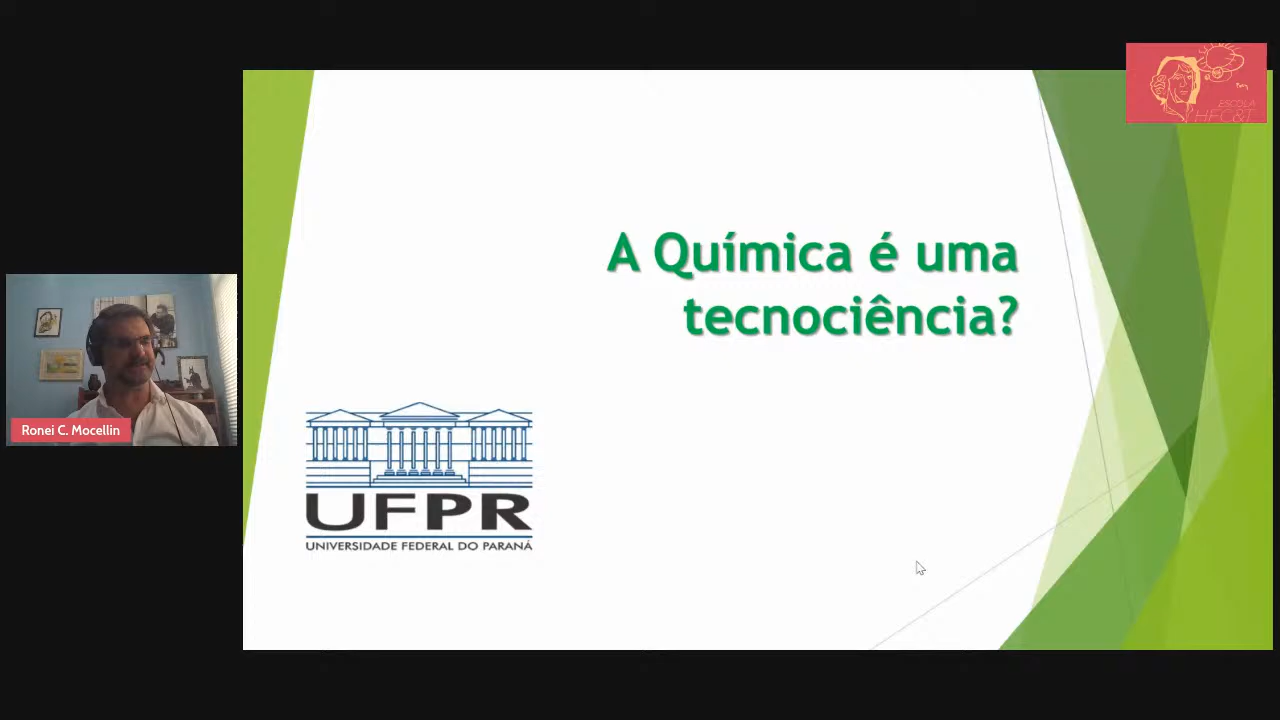 ESCOLA
HFC&T
A Química é uma
tecnociência?
Ronei C. Mocellin
UFPR
UNIVERSIDADE FEDERAL DO PARANÁ